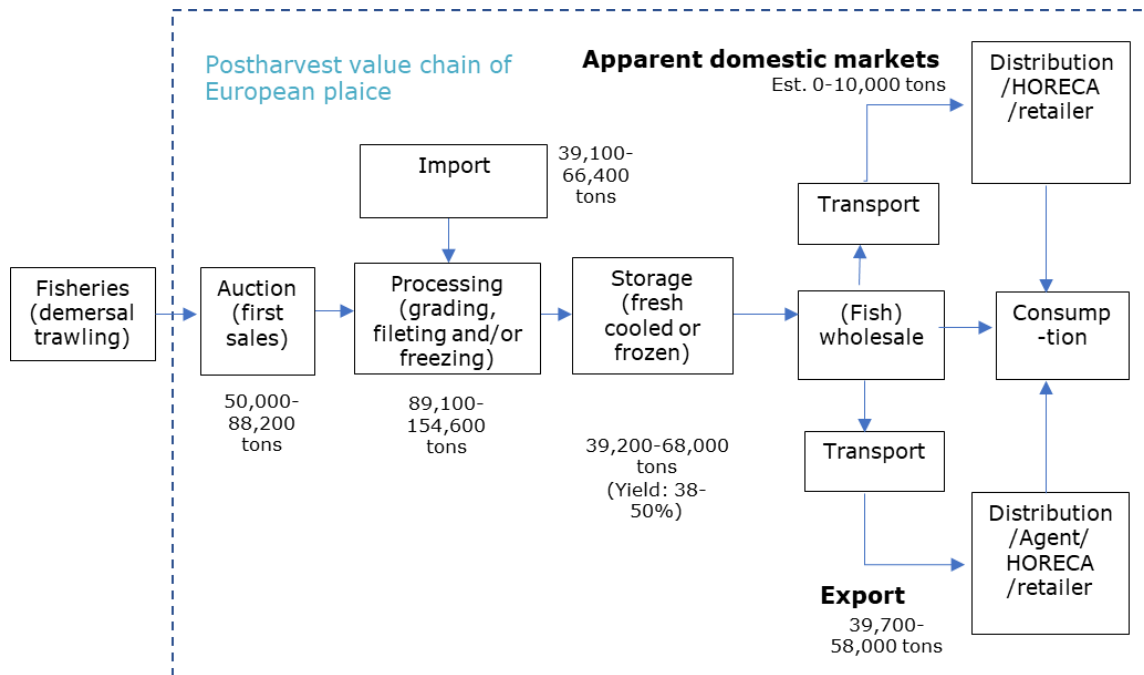 Postharvest value chain of
European plaice
Apparent domestic markets
Est. 0-10,000 tons
Distribution
/HORECA
/retailer
Import
39,100-
66,400
tons
Transport
Fisheries
(demersal
trawling)
Auction
(first
sales)
Processing
(grading,
fileting and/or
freezing)
Storage
(fresh
cooled or
frozen)
(Fish)
wholesale
Consump
-tion
50,000-
88,200
tons
89,100-
154,600
tons
39,200-68,000
tons
(Yield: 38-
50%)
Transport
Distribution
/Agent/
HORECA
/retailer
Export
39,700-
58,000 tons